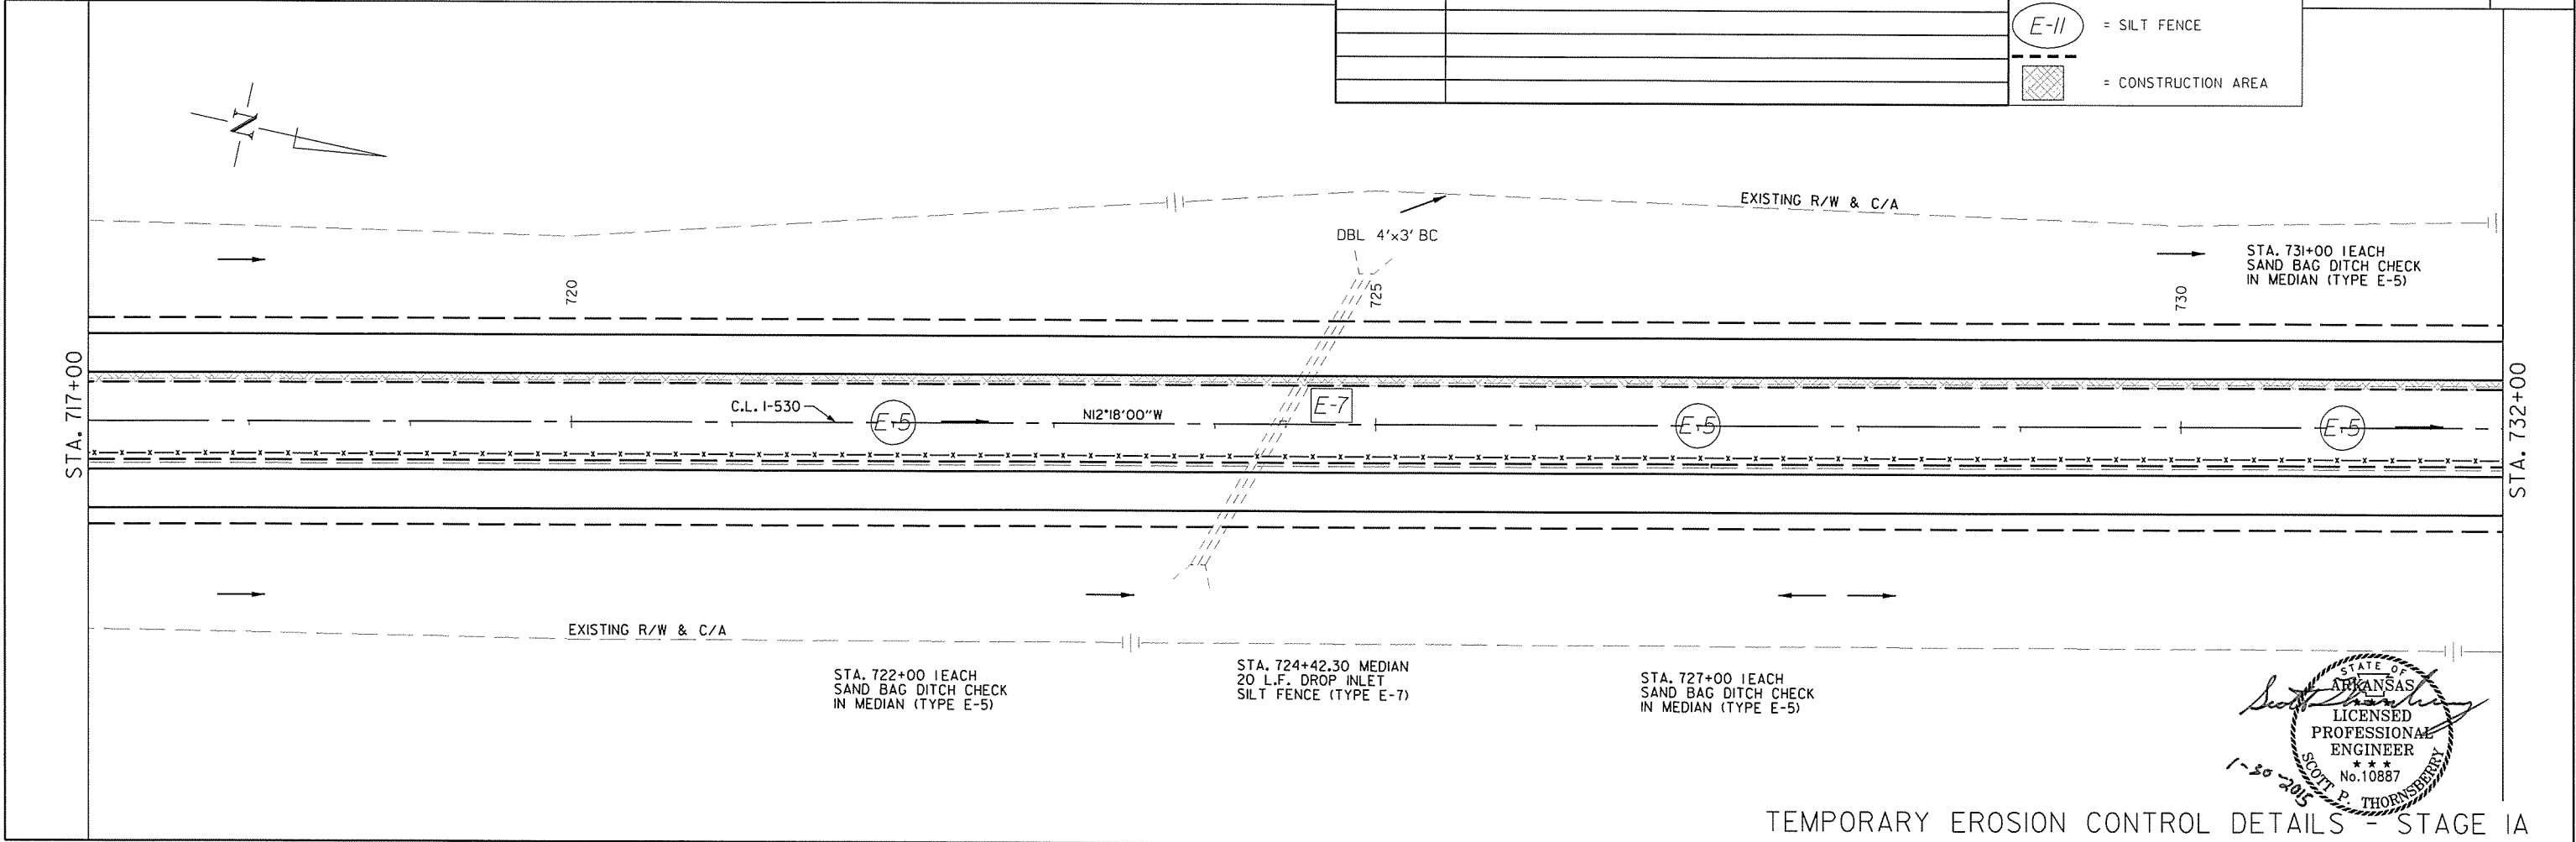 E-11 = SILT FENCE
= CONSTRUCTION AREA
N
EXISTING R/W & C/A
DBL 4'x3' BC
STA. 731+00 1EACH
SAND BAG DITCH CHECK
IN MEDIAN (TYPE E-5)
720
725
730
STA. 717+00
STA. 732+00
C.L. I-530
E-5
N12°18'00"W
E-7
E-5
E-5
EXISTING R/W & C/A
STA. 722+00 1EACH
SAND BAG DITCH CHECK
IN MEDIAN (TYPE E-5)
STA. 724+42.30 MEDIAN
20 L.F. DROP INLET
SILT FENCE (TYPE E-7)
STA. 727+00 1EACH
SAND BAG DITCH CHECK
IN MEDIAN (TYPE E-5)
STATE OF
ARKANSAS
LICENSED
PROFESSIONAL
ENGINEER
No.10887
SCOTT P. THORNSBERRY
1-30-2015
TEMPORARY EROSION CONTROL DETAILS - STAGE 1A